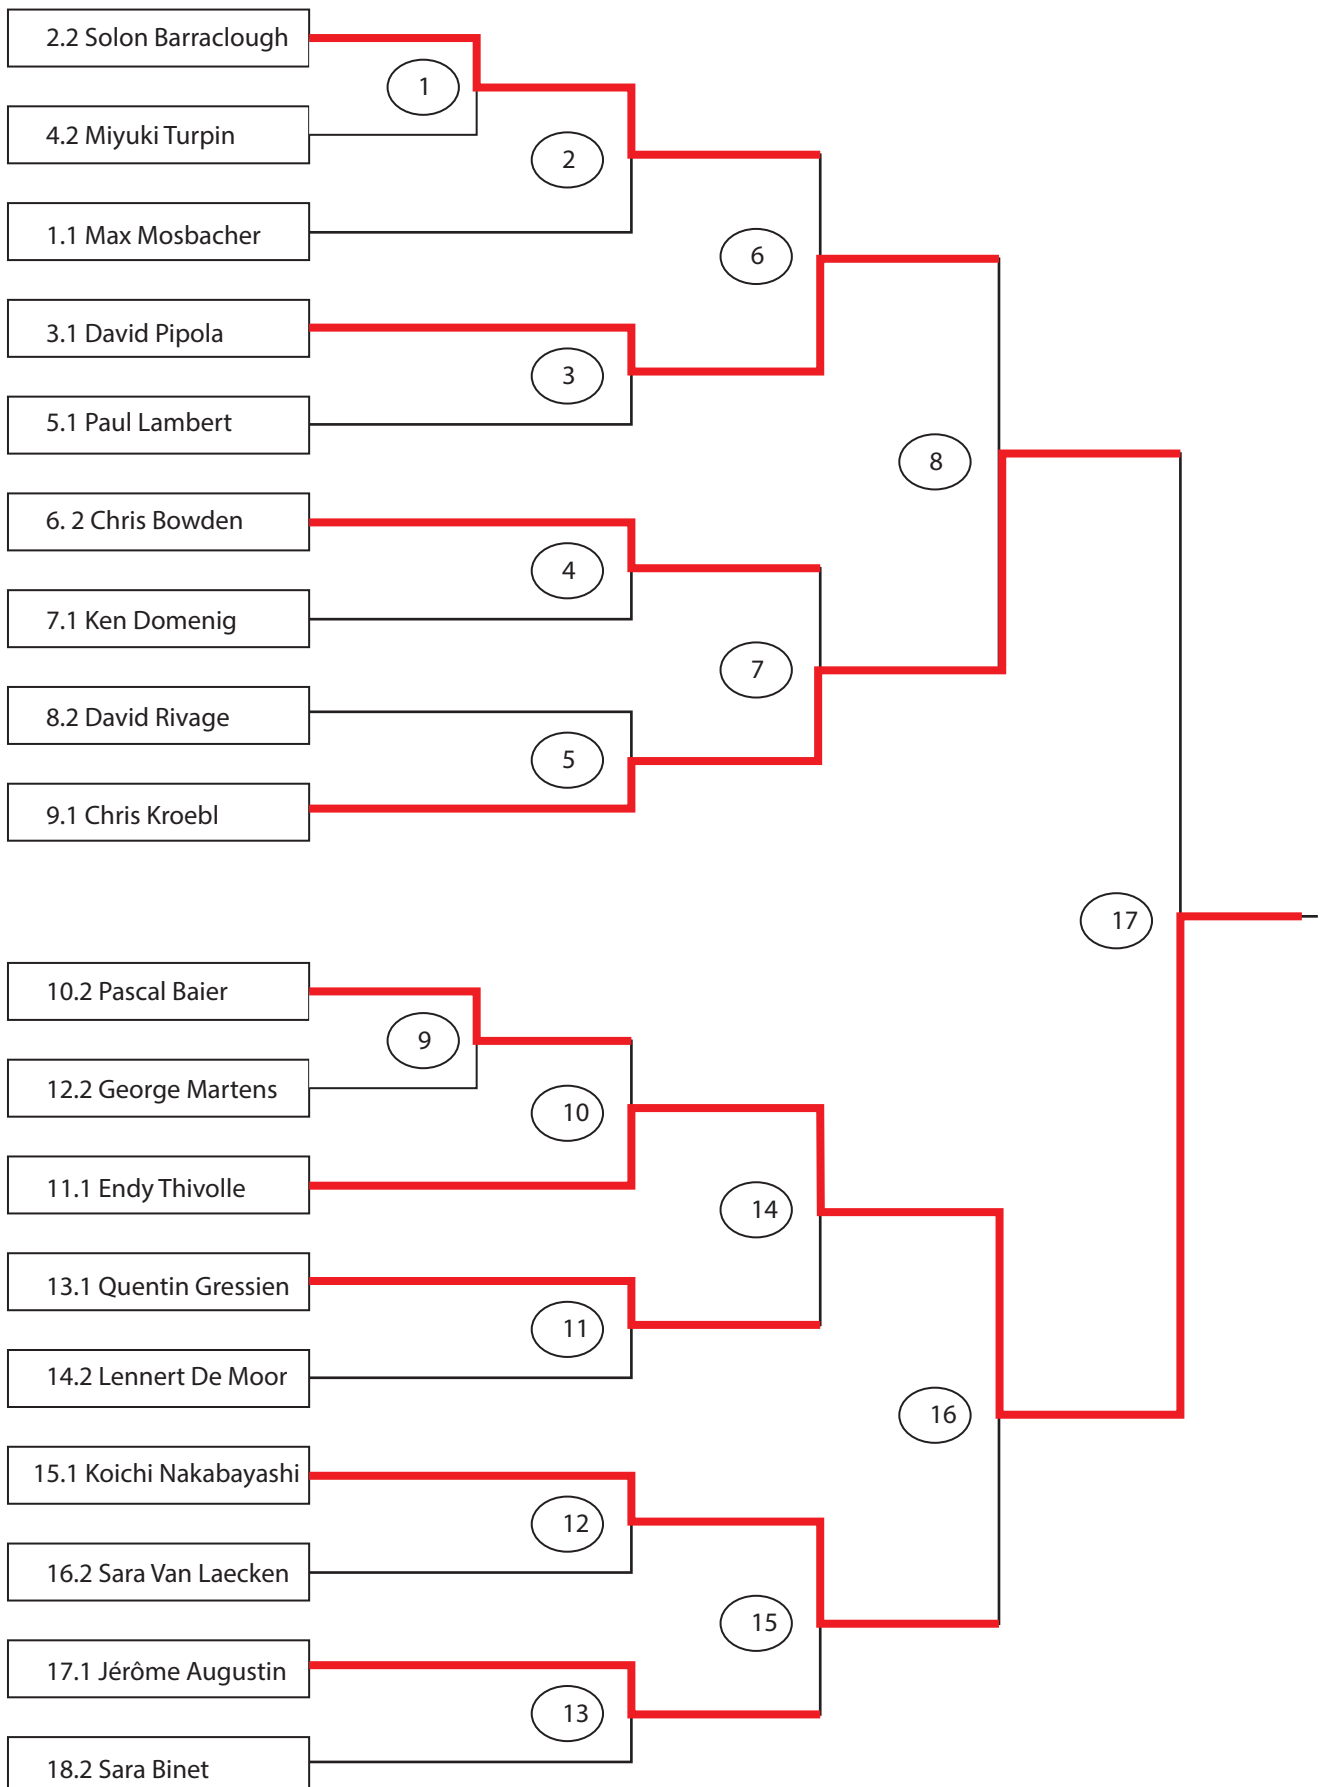 2.2 Solon Barraclough
1
4.2 Miyuki Turpin
2
1.1 Max Mosbacher
6
3.1 David Pipola
3
5.1 Paul Lambert
8
6. 2 Chris Bowden
4
7.1 Ken Domenig
7
8.2 David Rivage
5
9.1 Chris Kroebl
17
10.2 Pascal Baier
9
12.2 George Martens
10
11.1 Endy Thivolle
14
13.1 Quentin Gressien
11
14.2 Lennert De Moor
16
15.1 Koichi Nakabayashi
12
16.2 Sara Van Laecken
15
17.1 Jérôme Augustin
13
18.2 Sara Binet